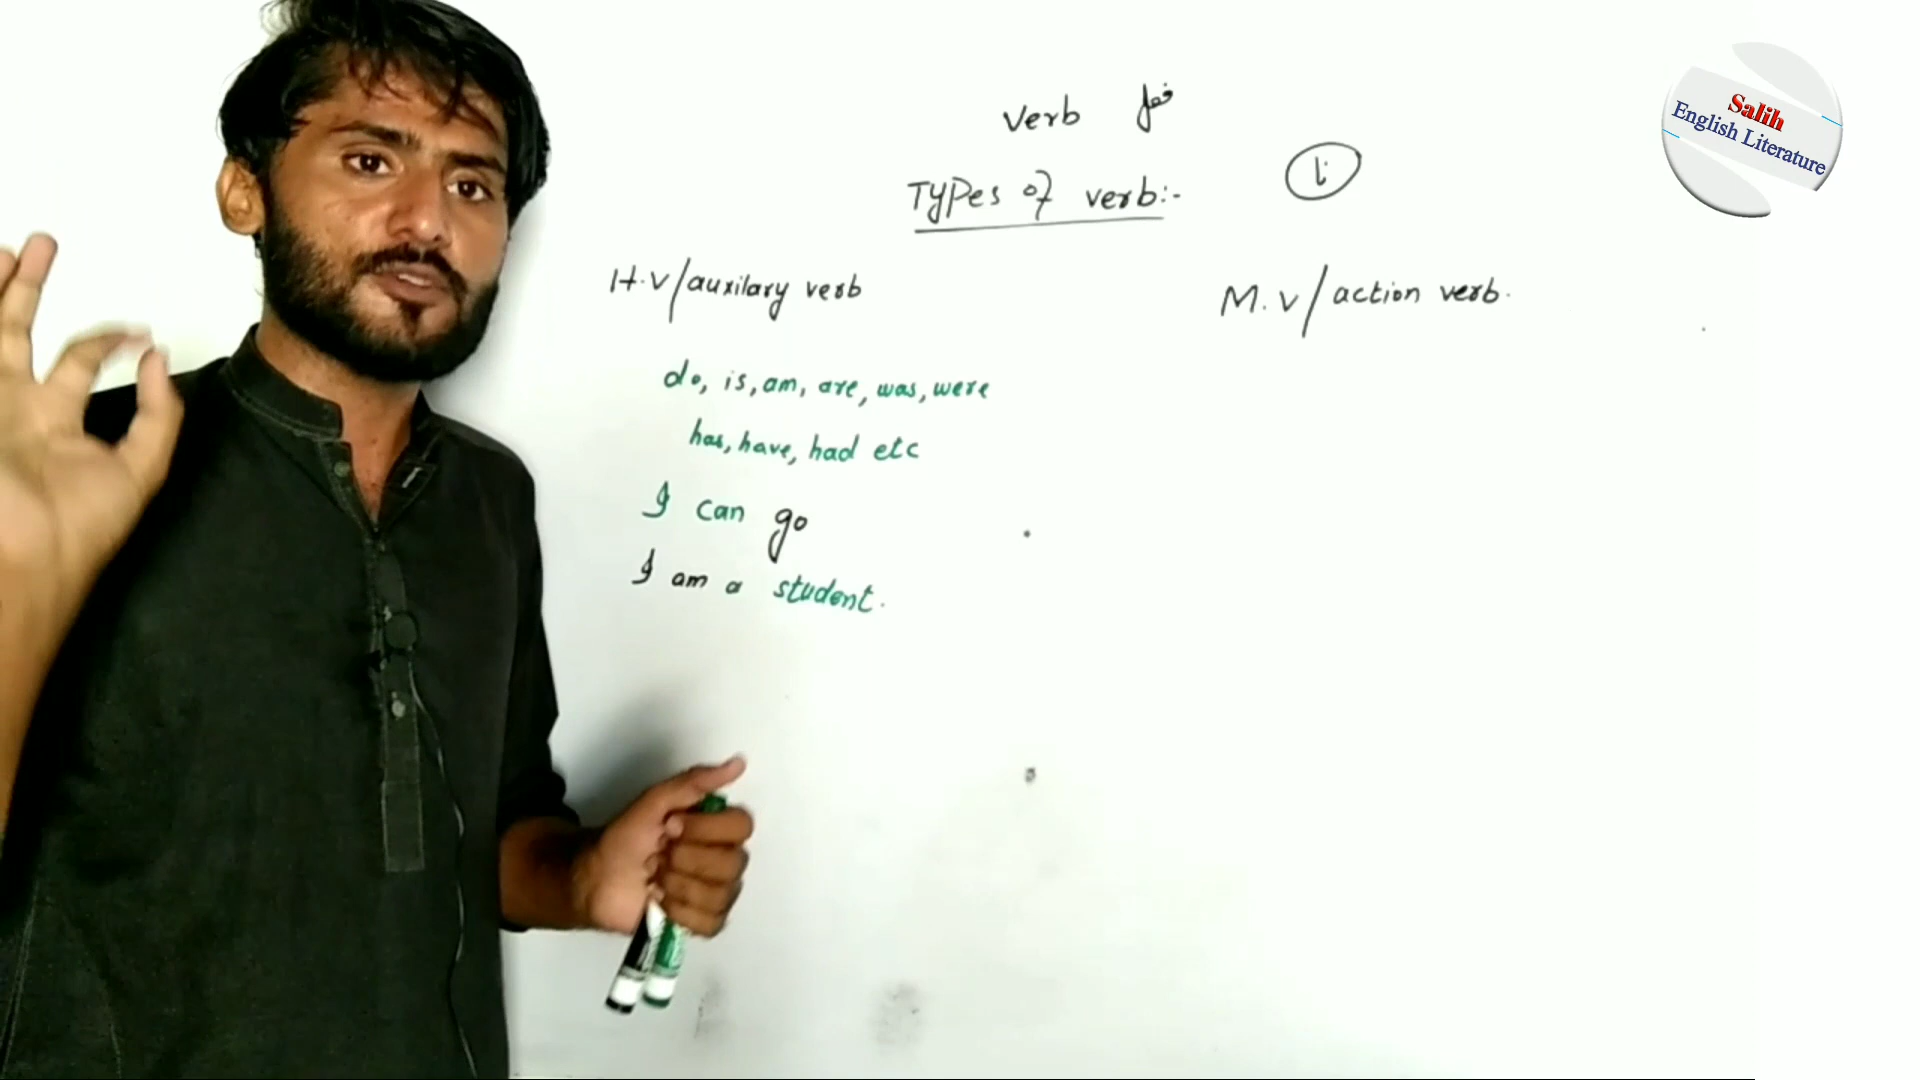 verb فعل
Types of verb:-
1
H.V/auxilary verb
M.V/action verb.
do, is, am, are, was, were
has, have, had etc
I can go
I am a student.
Salih
English Literature